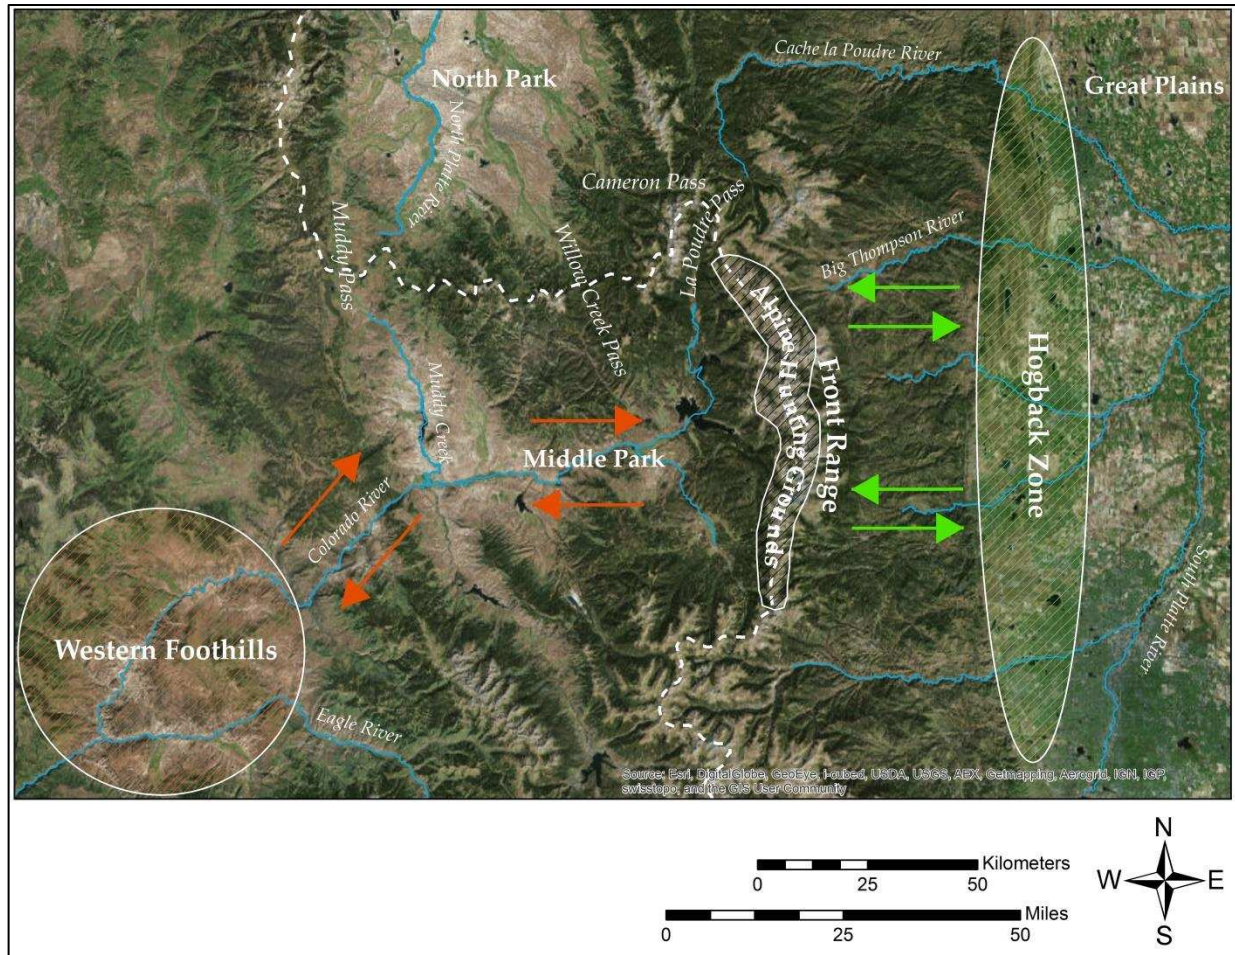 Cache la Poudre River
North Park
Great Plains
North Platte River
Cameron Pass
La Poudre Pass
Muddy Pass
Willow Creek Pass
Big Thompson River
Alpine Hunting Grounds
Front Range
Hogback Zone
Muddy Creek
Middle Park
Colorado River
South Platte River
Western Foothills
Eagle River
Source: Esri, DigitalGlobe, GeoEye, i-cubed, USDA, USGS, AEX, Getmapping, Aerogrid, IGN, IGP,
swisstopo, and the GIS User Community
Kilometers
0 25 50
Miles
0 25 50
N
W E
S